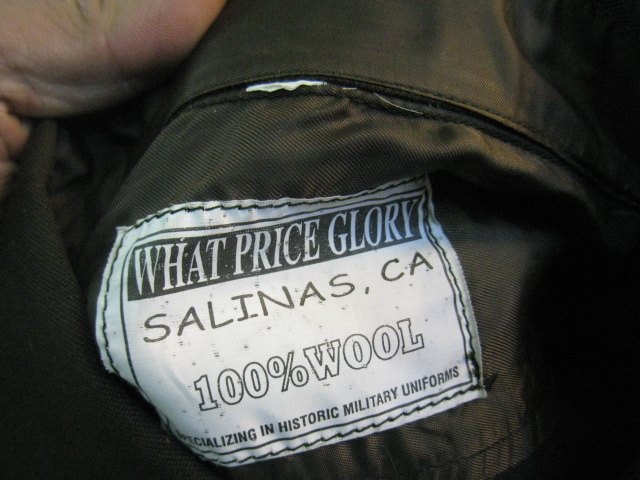 WHAT PRICE GLORY
SALINAS, CA
100% WOOL
SPECIALIZING IN HISTORIC MILITARY UNIFORMS